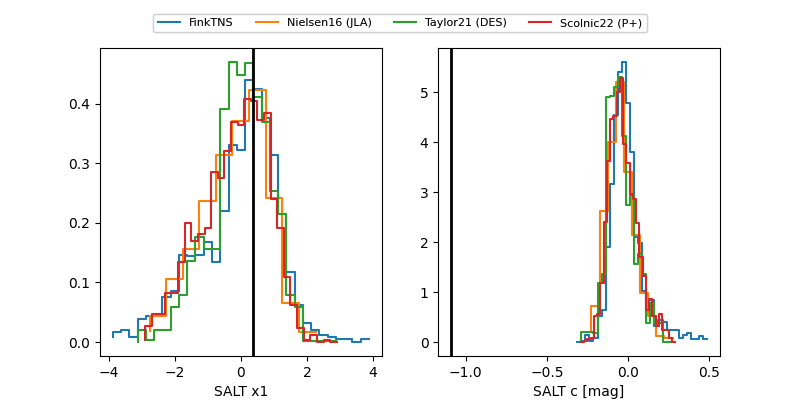 FinkTNS Nielsen16 (JLA) Taylor21 (DES) Scolnic22 (P+)
0.4
0.3
0.2
0.1
0.0
−4 −2 0 2 4
SALT x1
5
4
3
2
1
0
−1.0 −0.5 0.0 0.5
SALT c [mag]